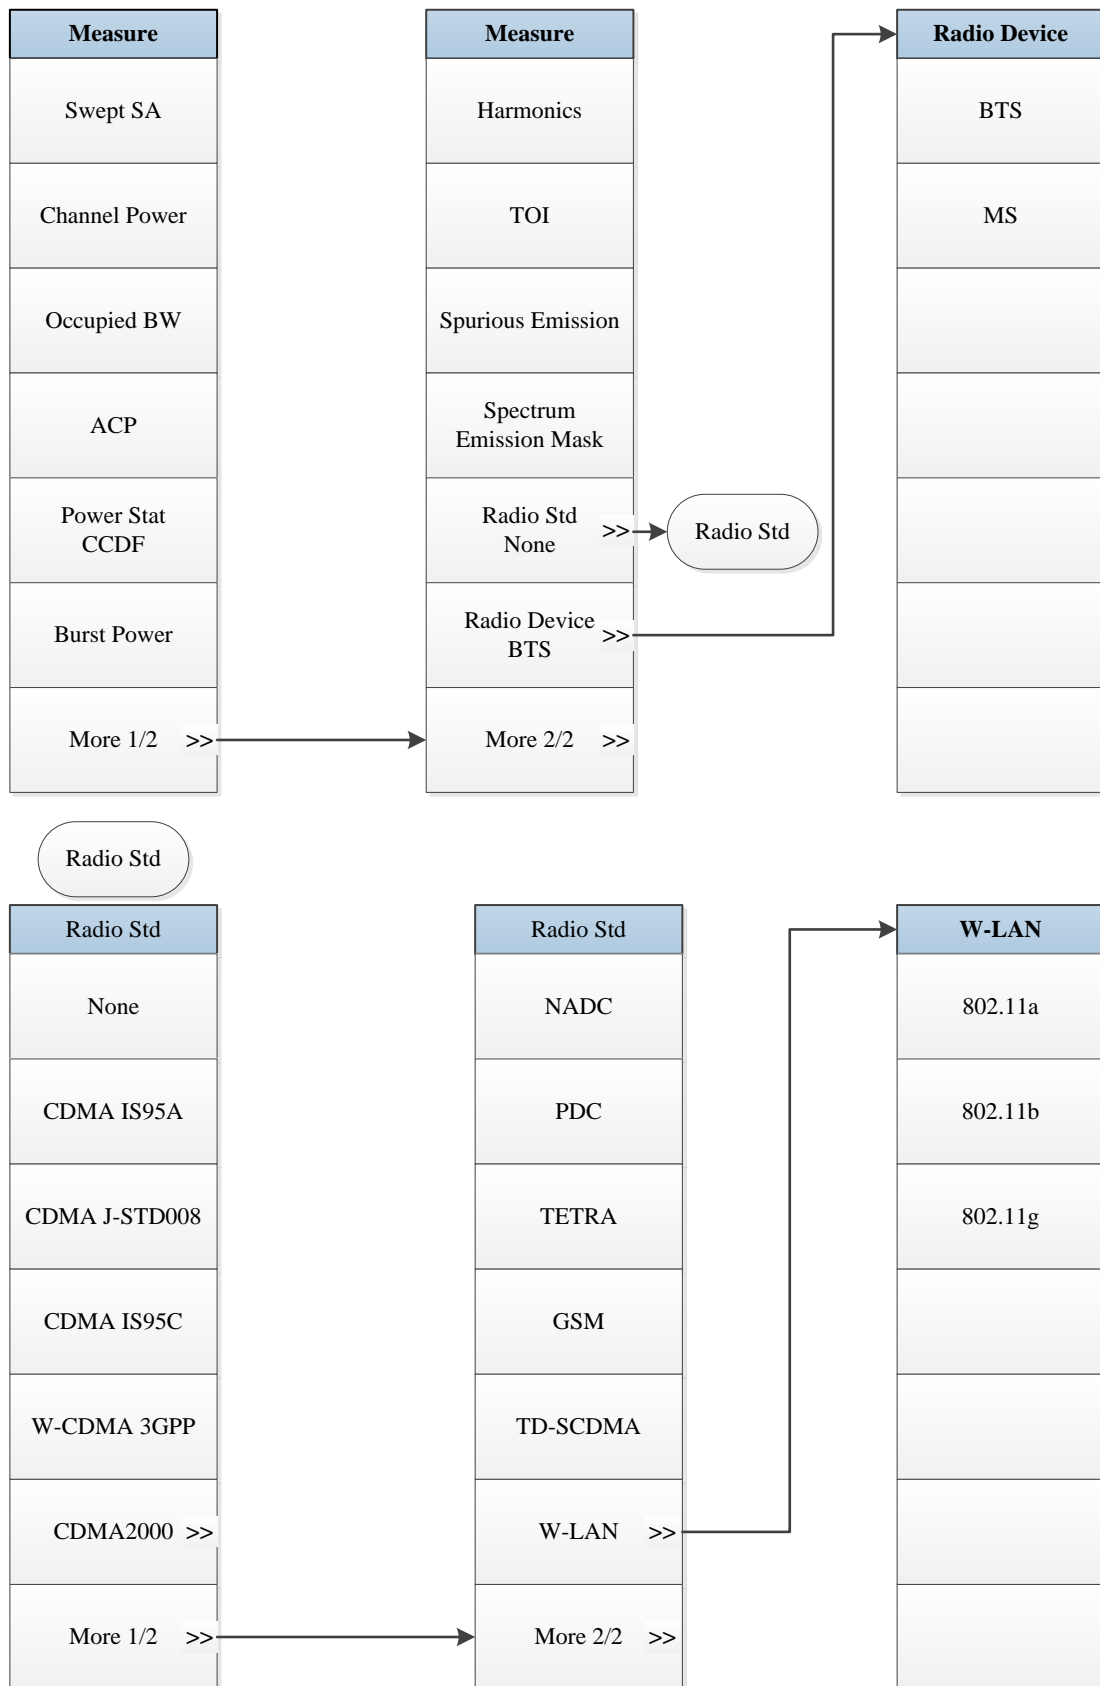 Measure
Swept SA
Channel Power
Occupied BW
ACP
Power Stat
CCDF
Burst Power
More 1/2 >>
Measure
Harmonics
TOI
Spurious Emission
Spectrum
Emission Mask
Radio Std
None >>
Radio Device
BTS >>
More 2/2 >>
Radio Std
Radio Device
BTS
MS
Radio Std
Radio Std
None
CDMA IS95A
CDMA J-STD008
CDMA IS95C
W-CDMA 3GPP
CDMA2000 >>
More 1/2 >>
Radio Std
NADC
PDC
TETRA
GSM
TD-SCDMA
W-LAN >>
More 2/2 >>
W-LAN
802.11a
802.11b
802.11g